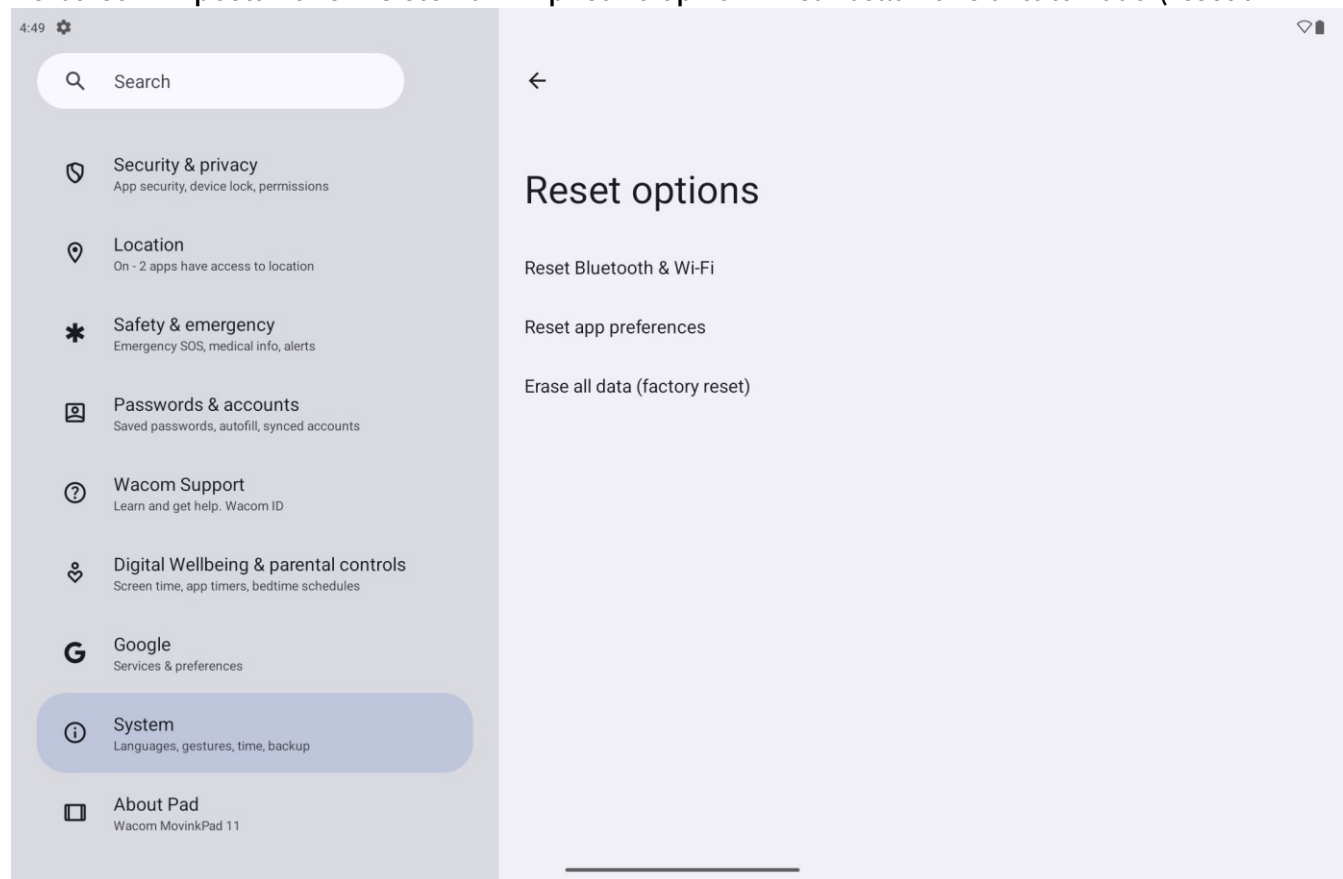 4:49
Search
Security & privacy
App security, device lock, permissions
Location
On - 2 apps have access to location
Safety & emergency
Emergency SOS, medical info, alerts
Passwords & accounts
Saved passwords, autofill, synced accounts
Wacom Support
Learn and get help. Wacom ID
Digital Wellbeing & parental controls
Screen time, app timers, bedtime schedules
Google
Services & preferences
System
Languages, gestures, time, backup
About Pad
Wacom MovinkPad 11
Reset options
Reset Bluetooth & Wi-Fi
Reset app preferences
Erase all data (factory reset)